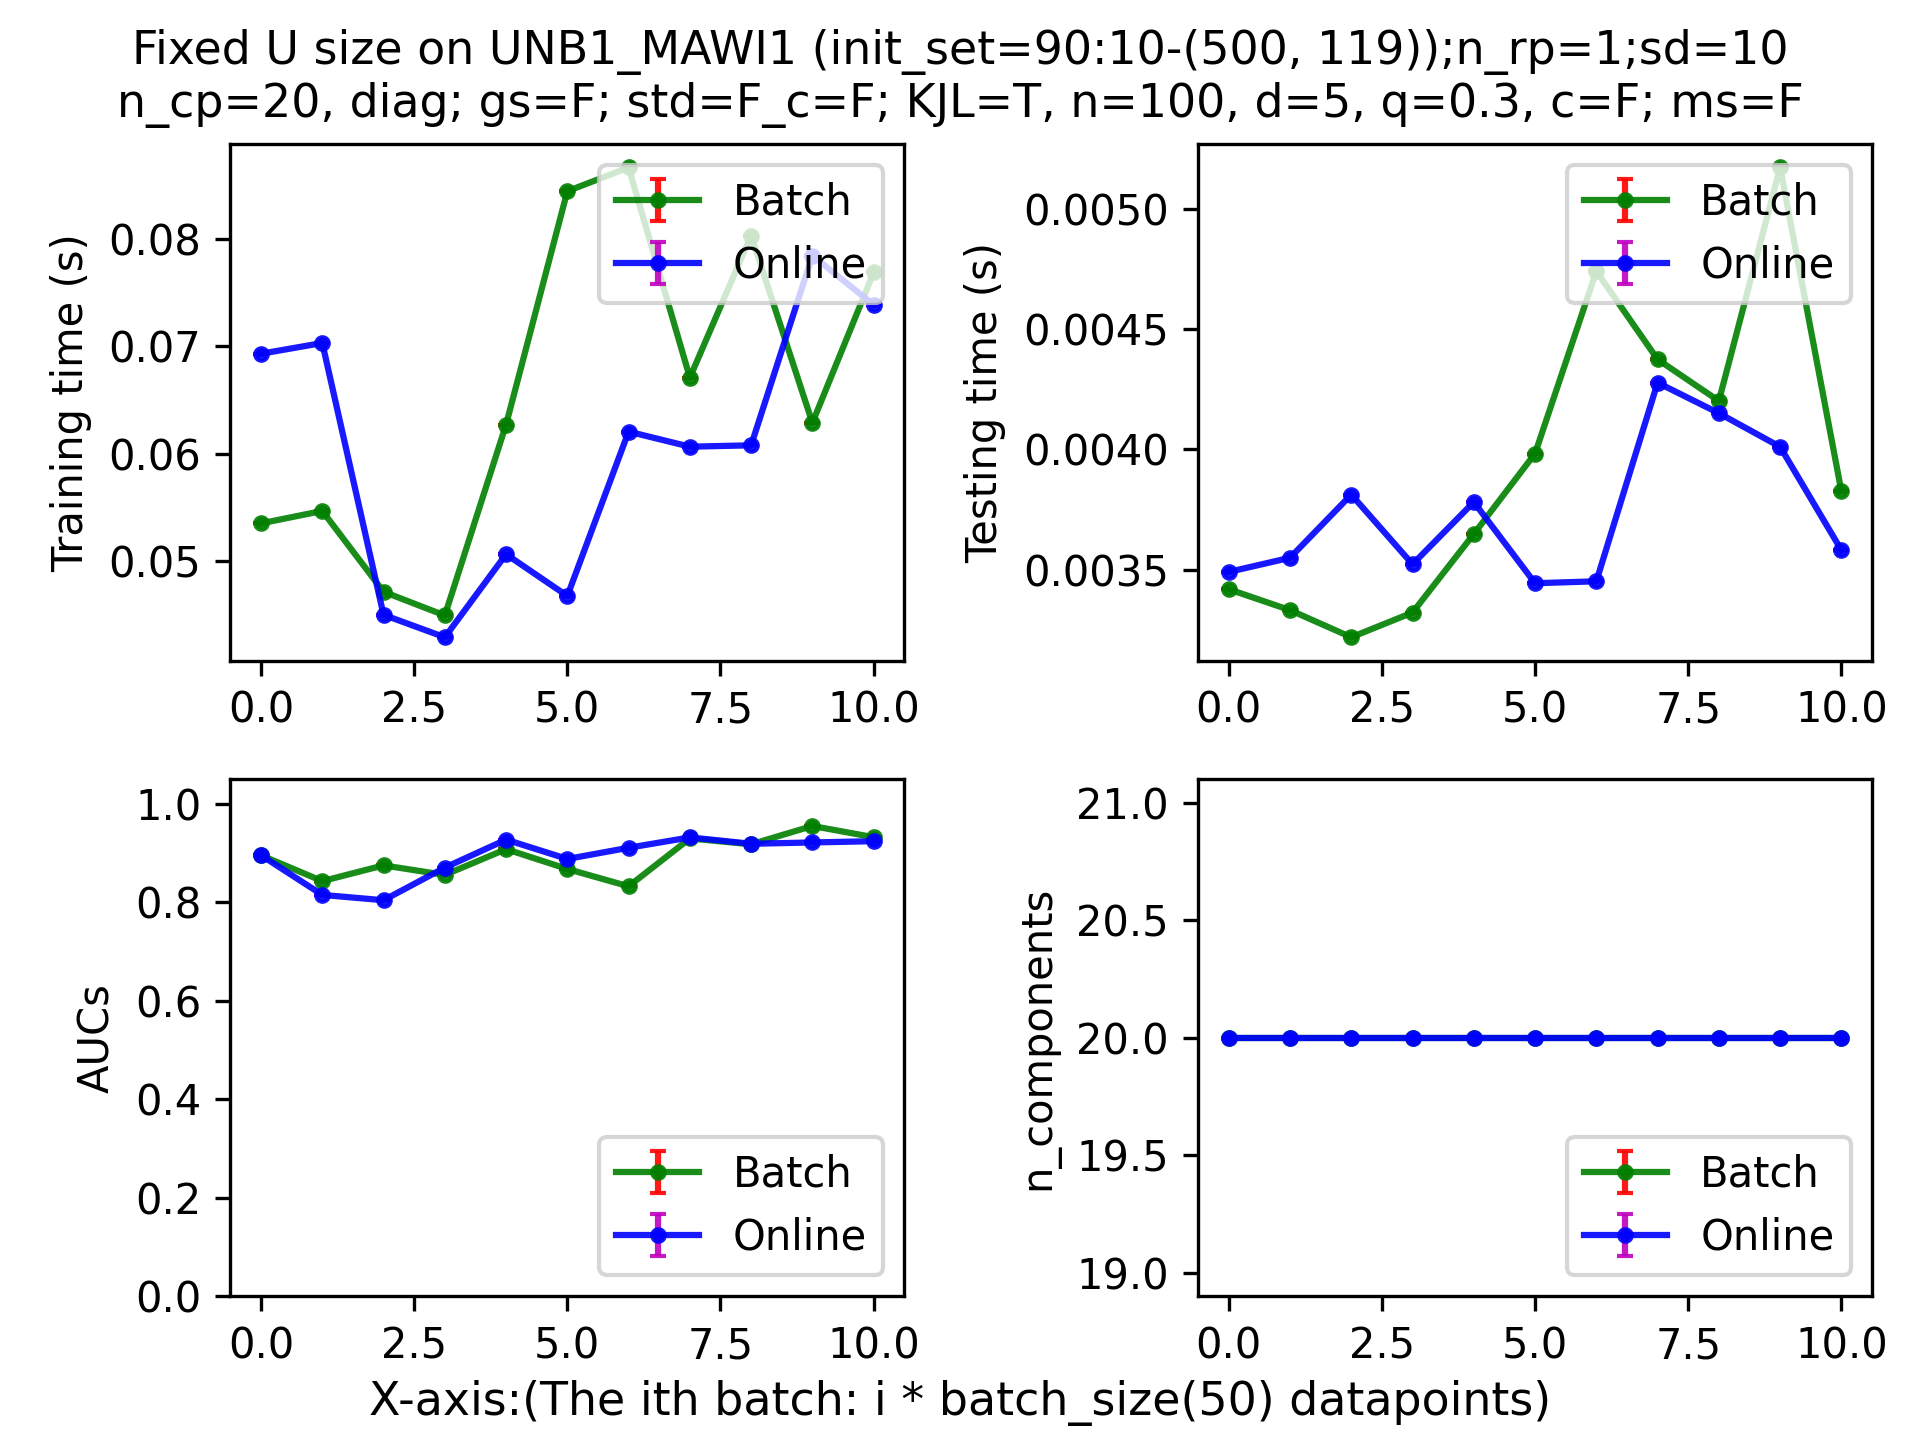 Fixed U size on UNB1_MAWI1 (init_set=90:10-(500, 119));n_rp=1;sd=10
n_cp=20, diag; gs=F; std=F_c=F; KJL=T, n=100, d=5, q=0.3, c=F; ms=F
Training time (s)
0.08
0.07
0.06
0.05
0.0
2.5
5.0
7.5
10.0
Batch
Online
Testing time (s)
0.0050
0.0045
0.0040
0.0035
0.0
2.5
5.0
7.5
10.0
Batch
Online
AUCs
1.0
0.8
0.6
0.4
0.2
0.0
0.0
2.5
5.0
7.5
10.0
Batch
Online
n_components
21.0
20.5
20.0
19.5
19.0
0.0
2.5
5.0
7.5
10.0
Batch
Online
X-axis:(The ith batch: i * batch_size(50) datapoints)